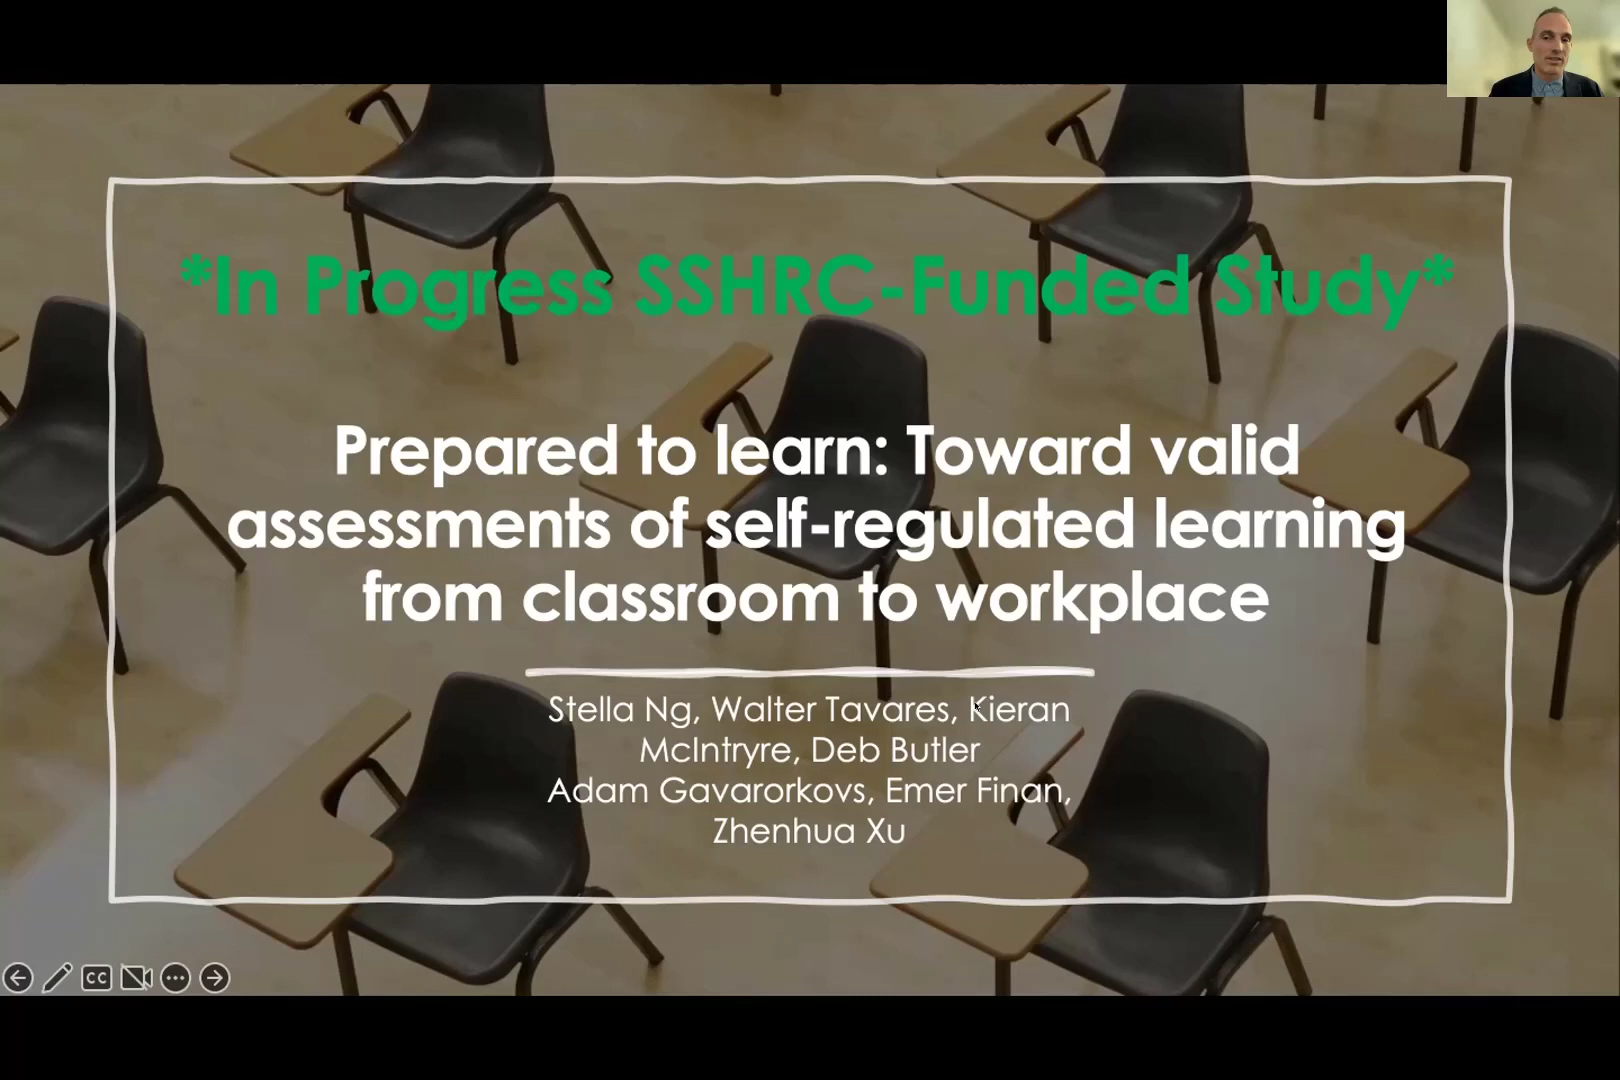 *In Progress SSHRC-Funded Study*
Prepared to learn: Toward valid
assessments of self-regulated learning
from classroom to workplace
Stella Ng, Walter Tavares, Kieran
McIntryre, Deb Butler
Adam Gavarorkovs, Emer Finan,
Zhenhua Xu
CC